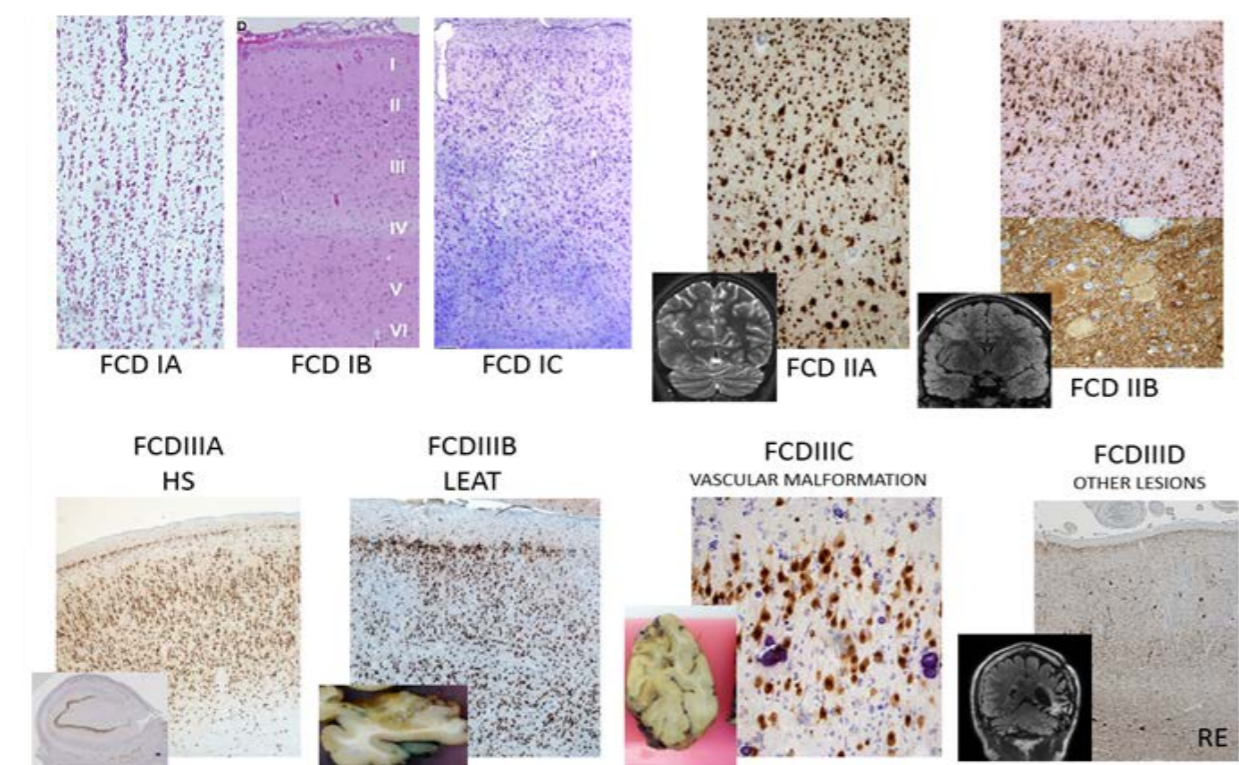 D
I
II
III
IV
V
VI
FCD IA
FCD IB
FCD IC
FCD IIA
FCD IIB
FCDIIIA
HS
FCDIIIB
LEAT
FCDIIIC
VASCULAR MALFORMATION
FCDIIID
OTHER LESIONS
RE